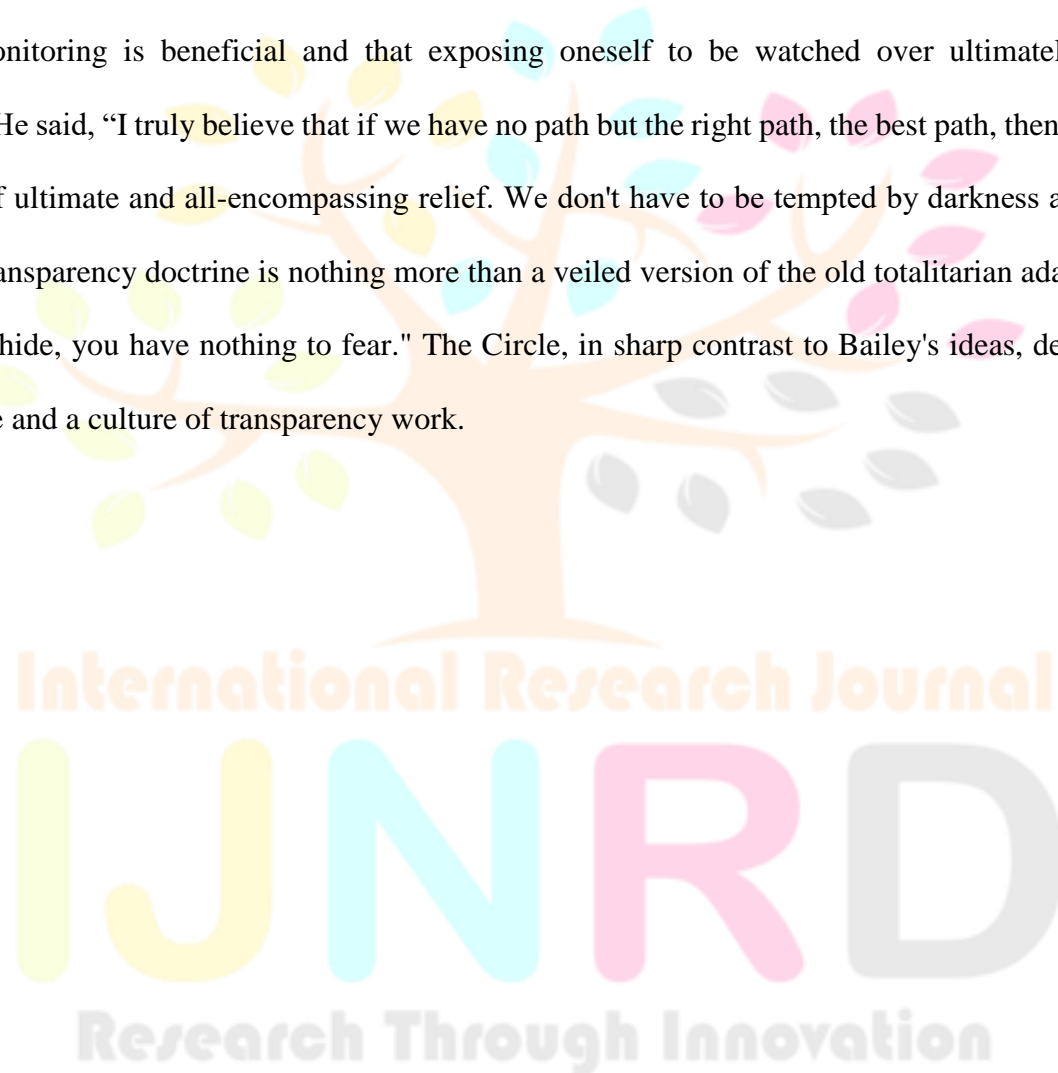 onitoring is beneficial and that exposing oneself to be watched over ultimatel
He said, “I truly believe that if we have no path but the right path, the best path, then
f ultimate and all-encompassing relief. We don't have to be tempted by darkness a
ansparency doctrine is nothing more than a veiled version of the old totalitarian ada
hide, you have nothing to fear." The Circle, in sharp contrast to Bailey's ideas, de
e and a culture of transparency work.
International Research Journal
IJNRD
Research Through Innovation